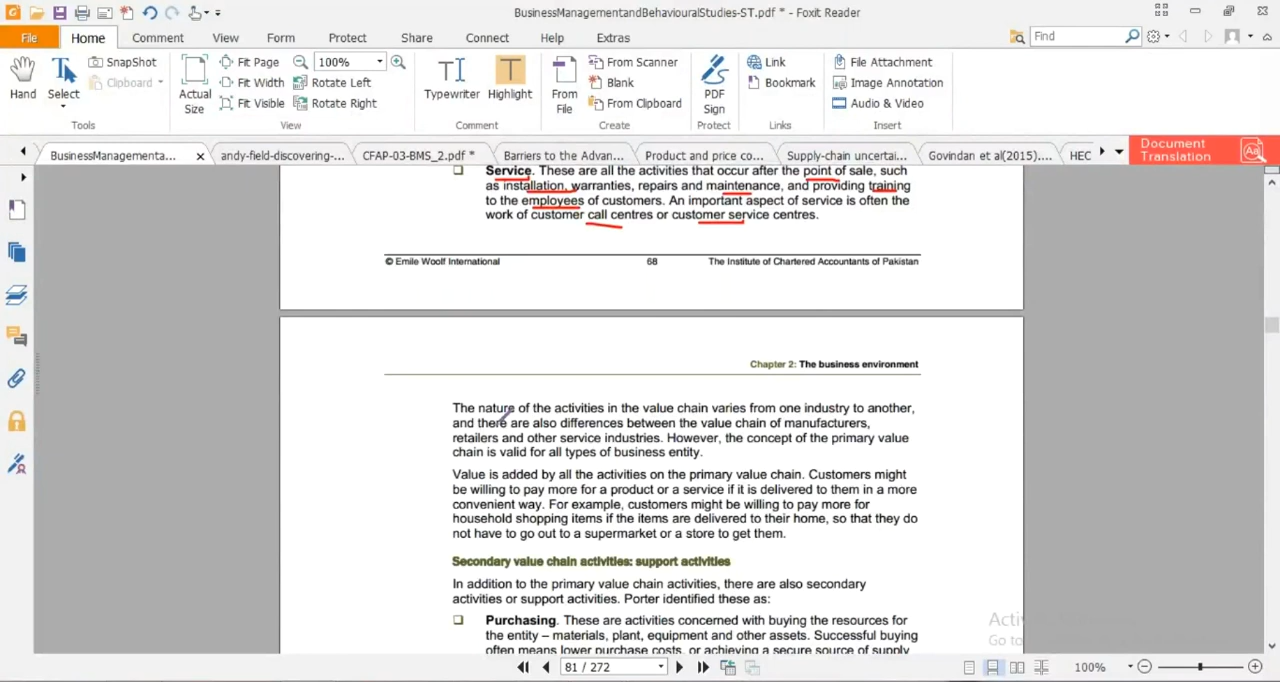 BusinessManagementandBehaviouralStudies-ST.pdf * - Foxit Reader
File Home Comment View Form Protect Share Connect Help Extras Find
SnapShot Fit Page 100% From Scanner Link File Attachment
Clipboard Fit Width Rotate Left Blank Bookmark Image Annotation
Hand Select Actual Size Fit Visible Rotate Right Typewriter Highlight From File From Clipboard PDF Sign Audio & Video
Tools View Comment Create Protect Links Insert
BusinessManagementa... andy-field-discovering-... CFAP-03-BMS_2.pdf * Barriers to the Advan... Product and price co... Supply-chain uncertai... Govindan et al(2015).... HEC
Document
Translation
Service. These are all the activities that occur after the point of sale, such
as installation, warranties, repairs and maintenance, and providing training
to the employees of customers. An important aspect of service is often the
work of customer call centres or customer service centres.
© Emile Woolf International 68 The Institute of Chartered Accountants of Pakistan
Chapter 2: The business environment
The nature of the activities in the value chain varies from one industry to another,
and there are also differences between the value chain of manufacturers,
retailers and other service industries. However, the concept of the primary value
chain is valid for all types of business entity.
Value is added by all the activities on the primary value chain. Customers might
be willing to pay more for a product or a service if it is delivered to them in a more
convenient way. For example, customers might be willing to pay more for
household shopping items if the items are delivered to their home, so that they do
not have to go out to a supermarket or a store to get them.
Secondary value chain activities: support activities
In addition to the primary value chain activities, there are also secondary
activities or support activities. Porter identified these as:
Purchasing. These are activities concerned with buying the resources for
the entity – materials, plant, equipment and other assets. Successful buying
often means lower purchase costs, or achieving a secure source of supply
Go to
81 / 272 100%